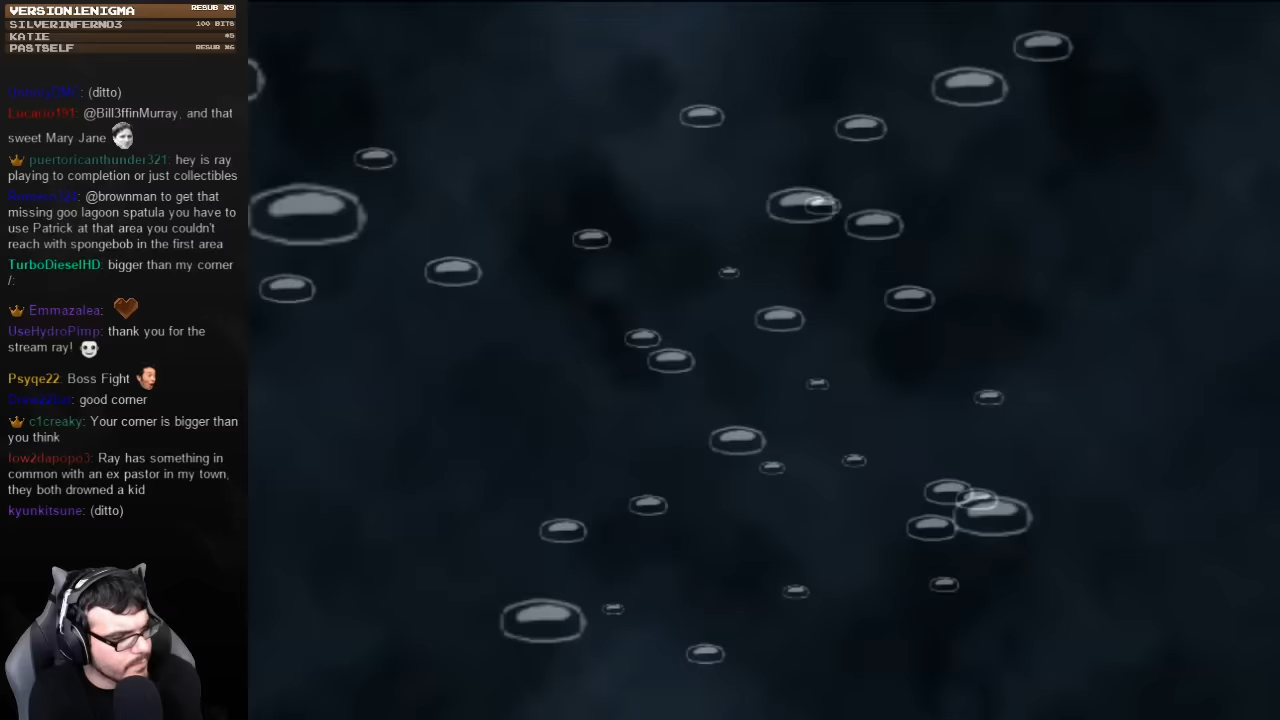 VERSION1ENIGMA RESUB X9
SILVERINFERNO3 100 BITS
KATIE
PASTSELF RESUB X6
: (ditto)
Lucario191: @Bill3ffinMurray, and that
sweet Mary Jane
puertoricanthunder321: hey is ray
playing to completion or just collectibles
: @brownman to get that
missing goo lagoon spatula you have to
use Patrick at that area you couldn't
reach with spongebob in the first area
TurboDieselHD: bigger than my corner
/:
Emmazalea:
UseHydroPimp: thank you for the
stream ray!
Psyqe22: Boss Fight
: good corner
c1creaky: Your corner is bigger than
you think
low2dapopo3: Ray has something in
common with an ex pastor in my town,
they both drowned a kid
kyunkitsune: (ditto)